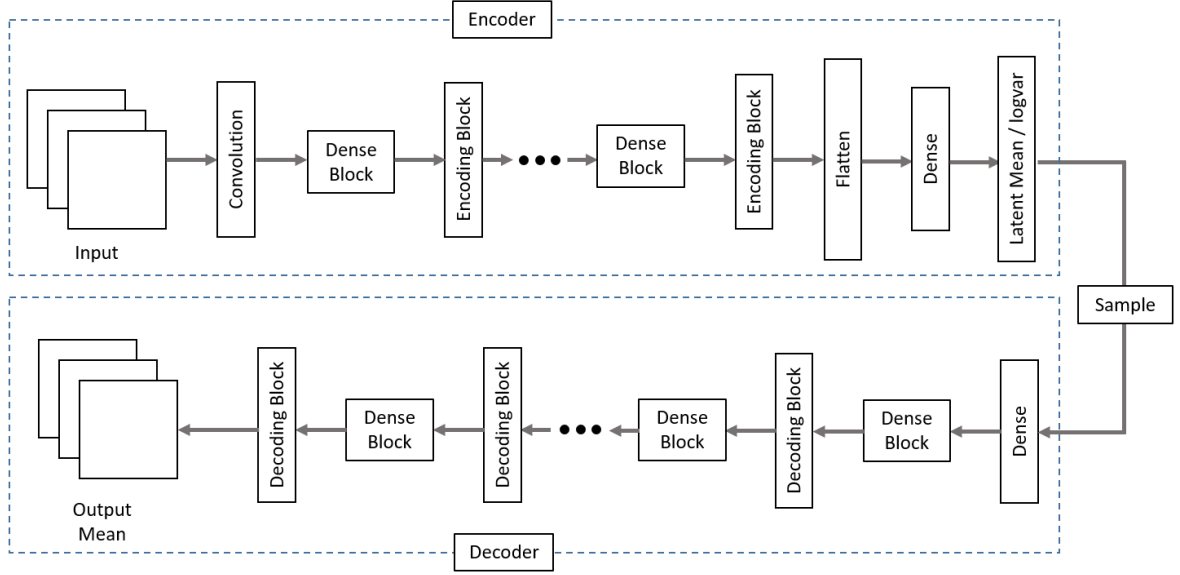 Encoder
Input
Convolution
Dense
Block
Encoding Block
Dense
Block
Encoding Block
Flatten
Dense
Latent Mean / logvar
Sample
Dense
Dense
Block
Decoding Block
Dense
Block
Decoding Block
Dense
Block
Decoding Block
Output
Mean
Decoder